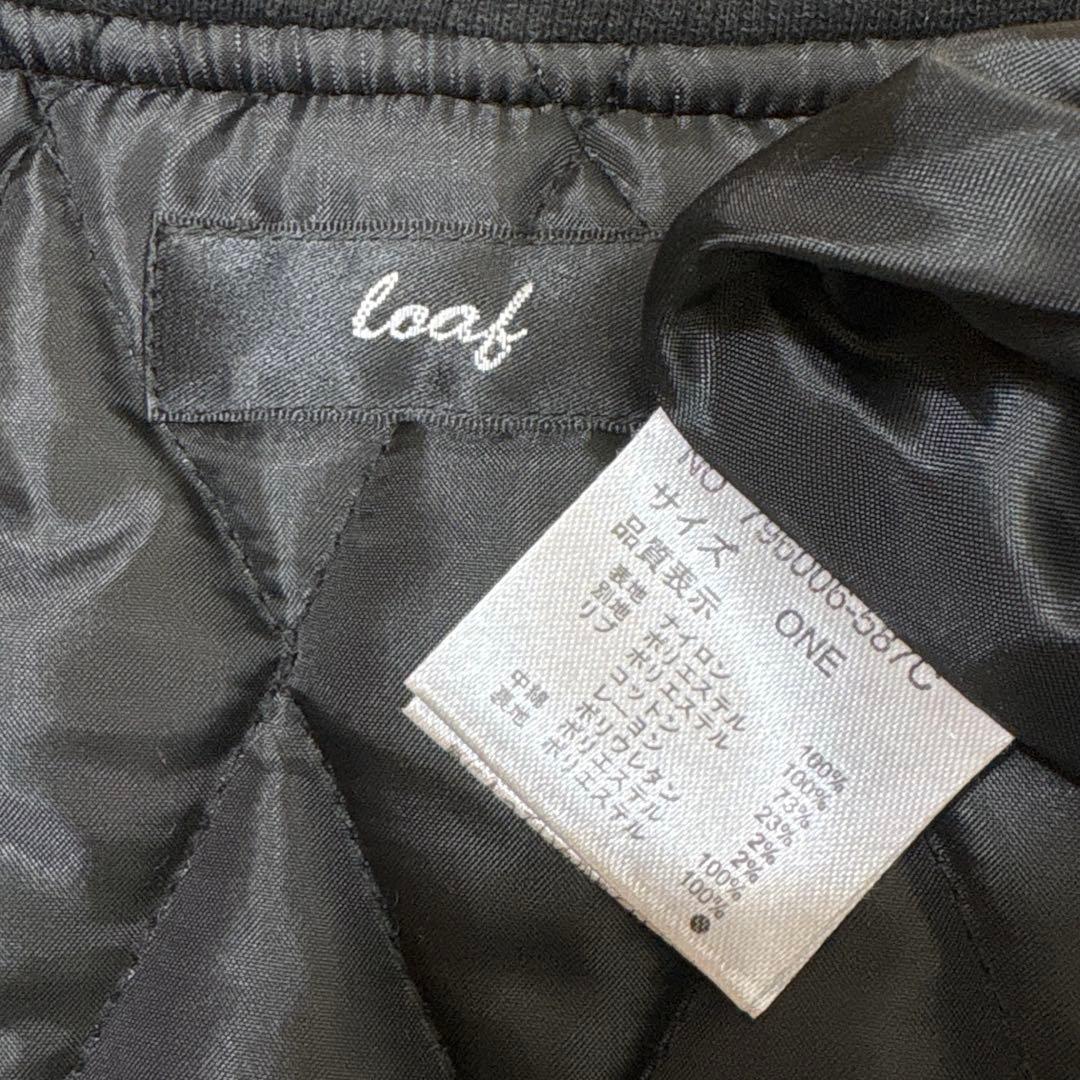 loaf
NO 790006-587C
サイズ ONE
品質表示
表地 ナイロン 100%
別地 ポリエステル 100%
リブ ポリエステル 73%
コットン 23%
レーヨン 2%
ポリウレタン 2%
中綿 ポリエステル 100%
裏地 ポリエステル 100%